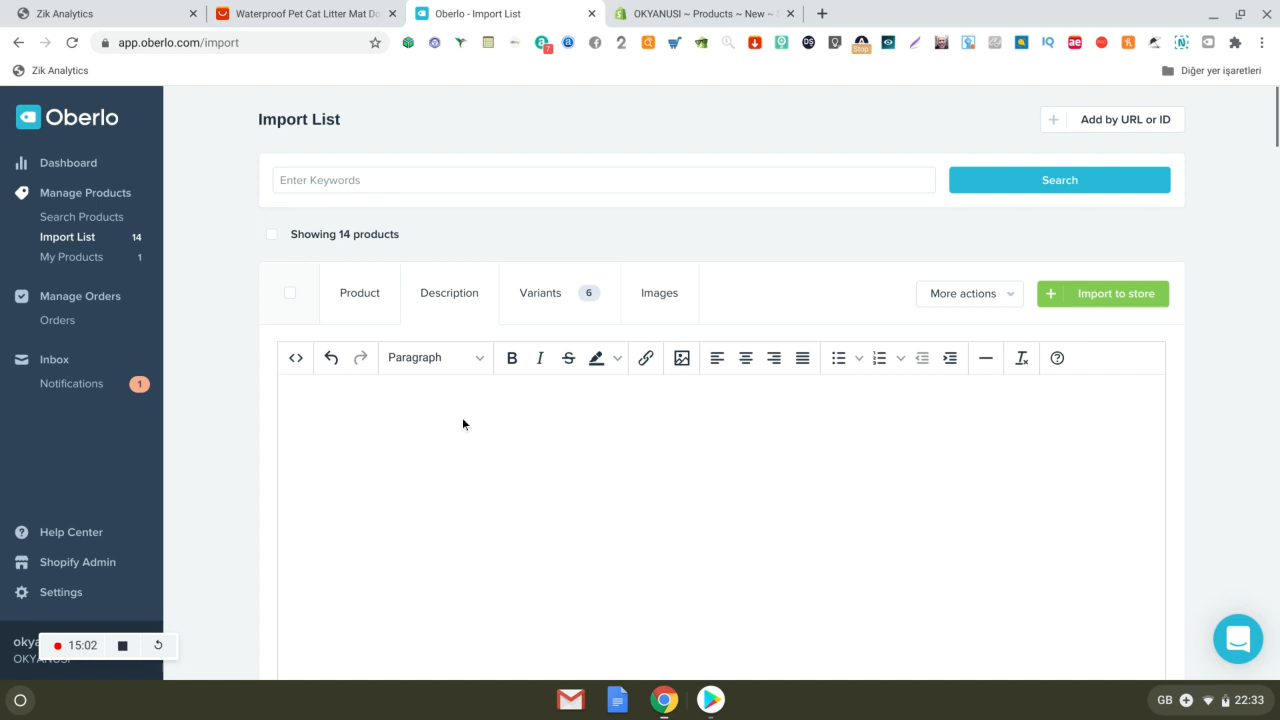 Zik Analytics
Waterproof Pet Cat Litter Mat Do
Oberlo - Import List
OKYANUSI ~ Products ~ New ~
app.oberlo.com/import
7
Stop
IQ
Zik Analytics
Diğer yer işaretleri
Oberlo
Dashboard
Manage Products
Search Products
Import List 14
My Products 1
Manage Orders
Orders
Inbox
Notifications 1
Help Center
Shopify Admin
Settings
okya
OKYANUSI
15:02
Import List
Add by URL or ID
Enter Keywords
Search
Showing 14 products
Product
Description
Variants 6
Images
More actions
Import to store
Paragraph
GB
22:33